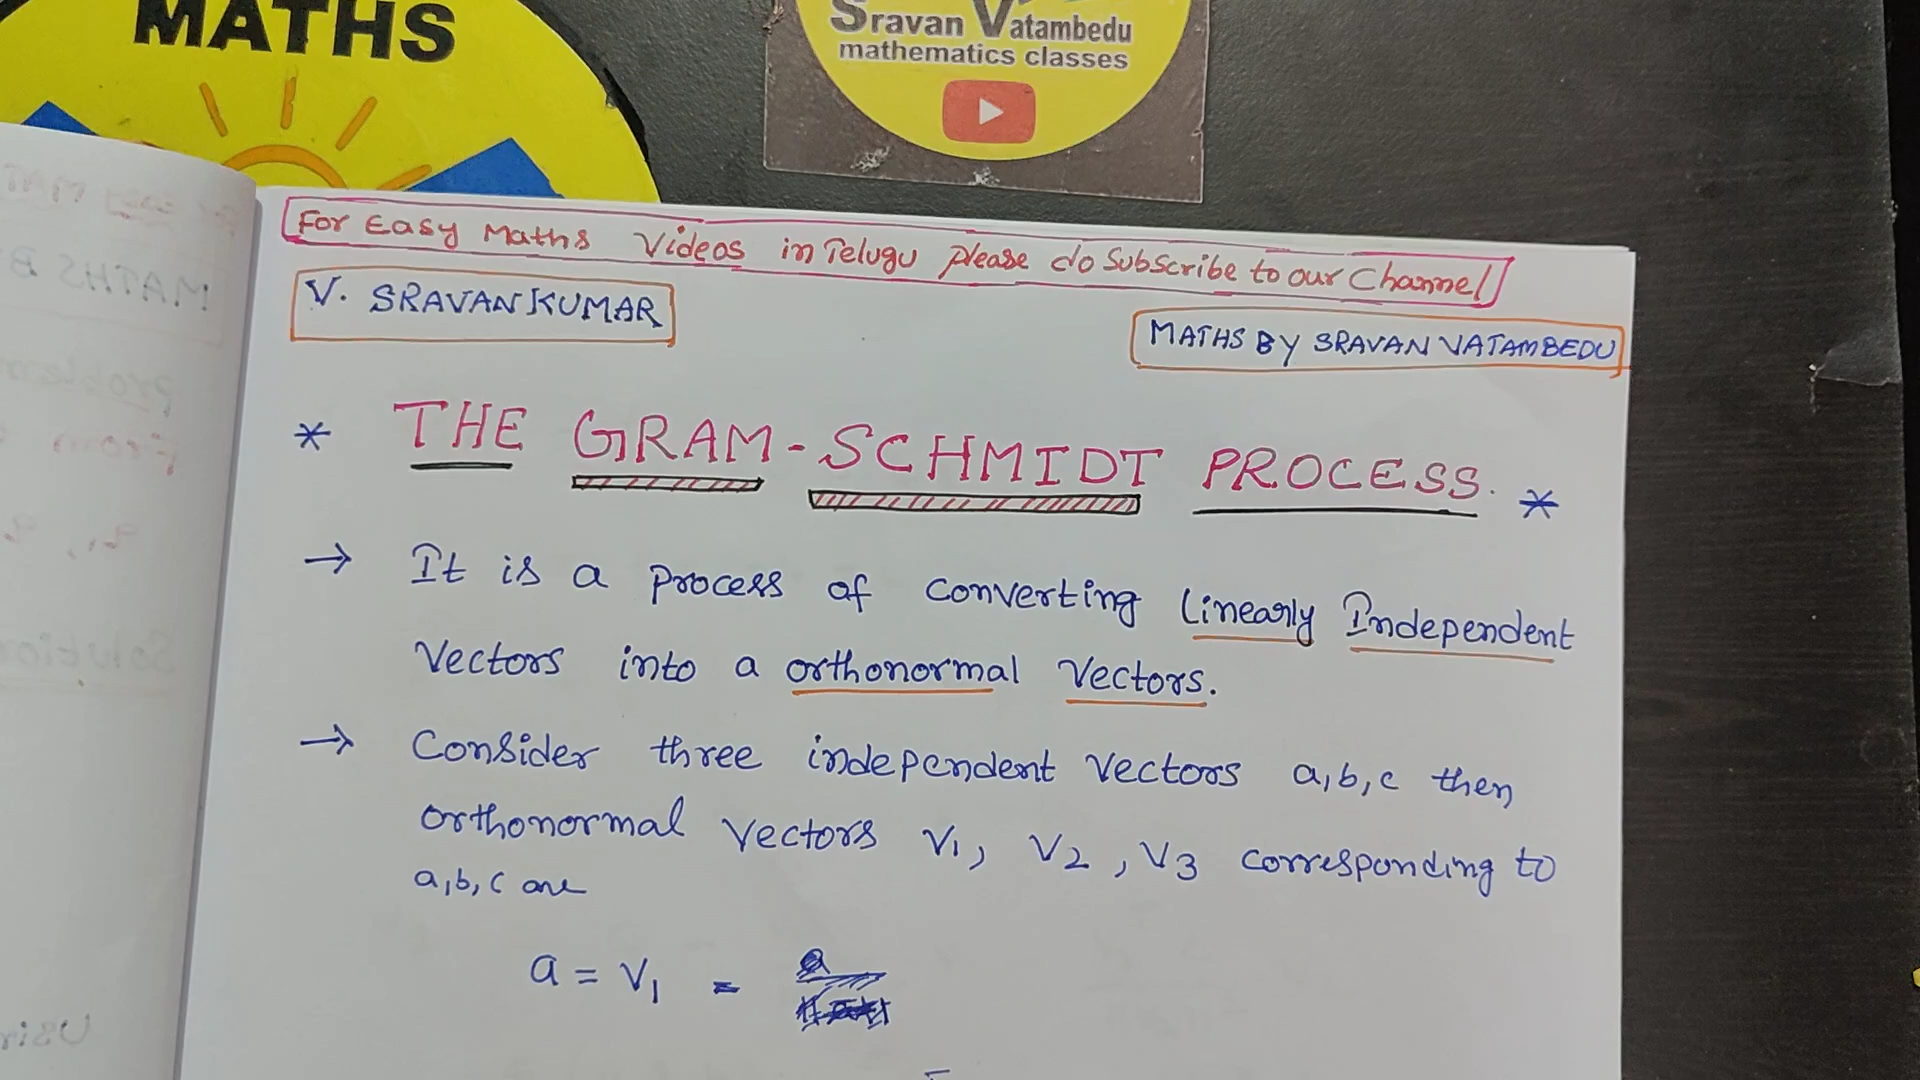 MATHS
Sravan Vatambedu
mathematics classes
For Easy Maths Videos in Telugu please do Subscribe to our Channel
V. SRAVAN KUMAR
MATHS BY SRAVAN VATAMBEDU
* THE GRAM-SCHMIDT PROCESS. *
→ It is a process of converting Linearly Independent
Vectors into a orthonormal Vectors.
→ Consider three independent vectors a,b,c then
orthonormal vectors V1, V2, V3 corresponding to
a,b,c are
a = V1 =